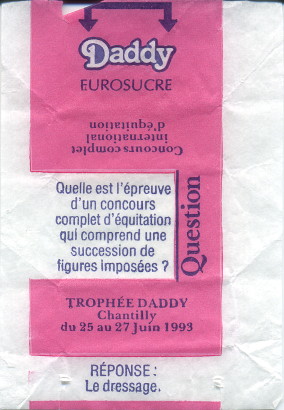 Daddy
EUROSUCRE
Concours complet
international
d'équitation
Quelle est l'épreuve
d'un concours
complet d'équitation
qui comprend une
succession de
figures imposées ?
Question
TROPHÉE DADDY
Chantilly
du 25 au 27 Juin 1993
RÉPONSE :
Le dressage.